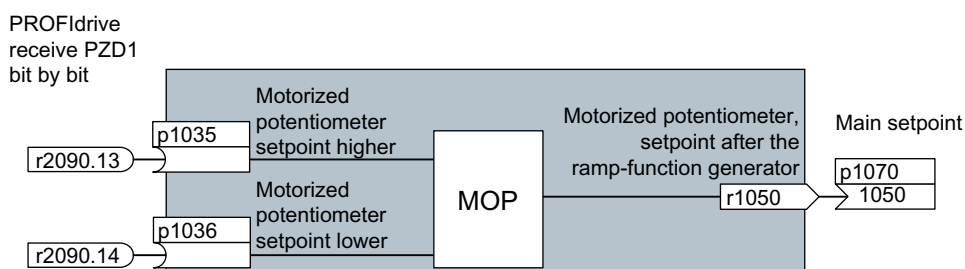 PROFIdrive
receive PZD1
bit by bit
p1035
r2090.13
Motorized
potentiometer
setpoint higher
p1036
r2090.14
Motorized
potentiometer
setpoint lower
MOP
Motorized potentiometer,
setpoint after the
ramp-function generator
r1050
Main setpoint
p1070
1050